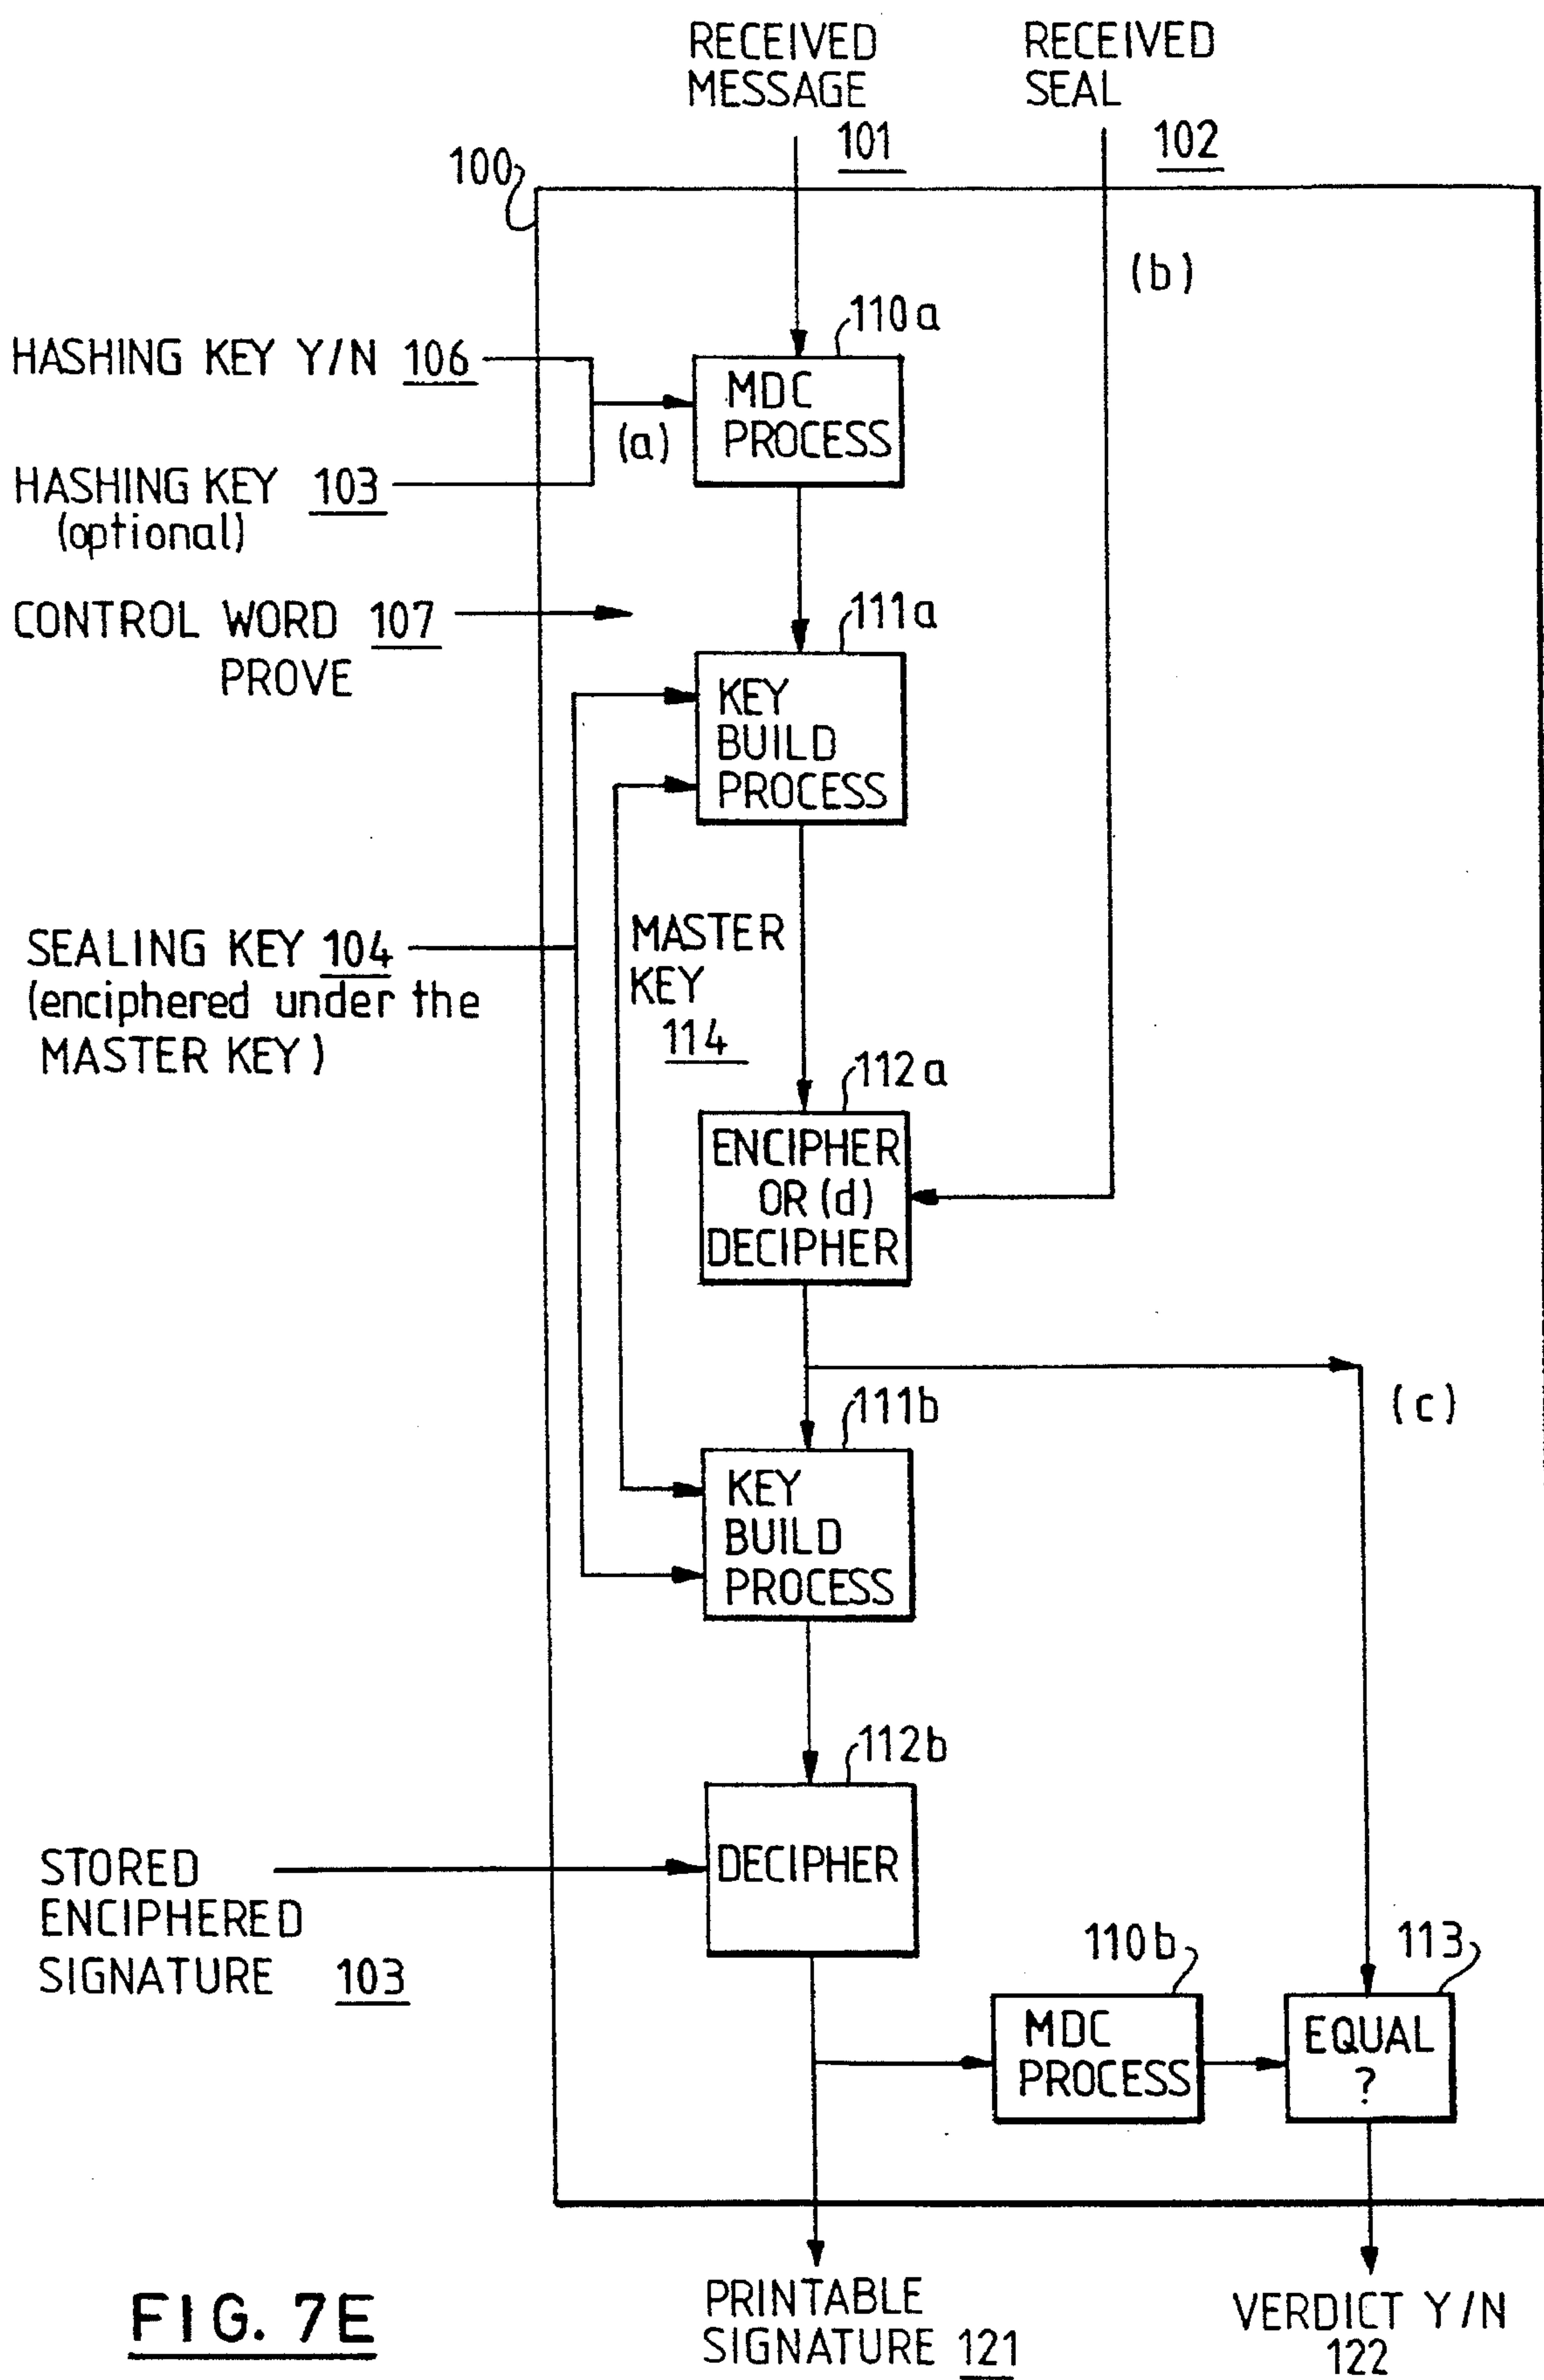 RECEIVED
MESSAGE
101
RECEIVED
SEAL
102
100
(b)
110a
HASHING KEY Y/N 106
MDC
PROCESS
(a)
HASHING KEY 103
(optional)
CONTROL WORD 107
PROVE
111a
KEY
BUILD
PROCESS
SEALING KEY 104
(enciphered under the
MASTER KEY)
MASTER
KEY
114
112a
ENCIPHER
OR (d)
DECIPHER
(c)
111b
KEY
BUILD
PROCESS
112b
DECIPHER
STORED
ENCIPHERED
SIGNATURE 103
110b
MDC
PROCESS
113
EQUAL
?
PRINTABLE
SIGNATURE 121
VERDICT Y/N
122
FIG. 7E